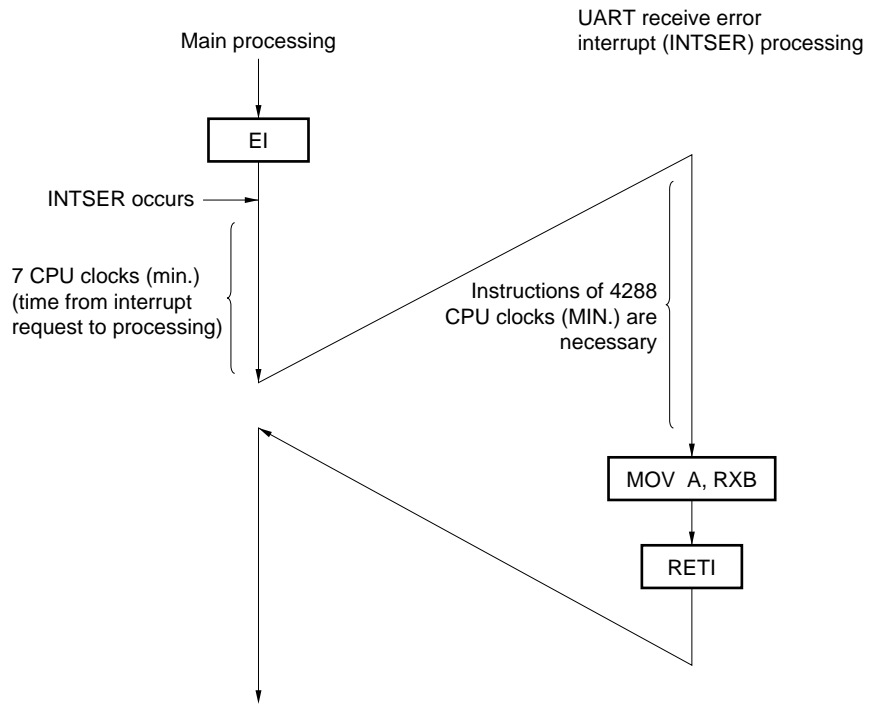 Main processing
UART receive error
interrupt (INTSER) processing
EI
INTSER occurs
7 CPU clocks (min.)
(time from interrupt
request to processing)
Instructions of 4288
CPU clocks (MIN.) are
necessary
MOV A, RXB
RETI